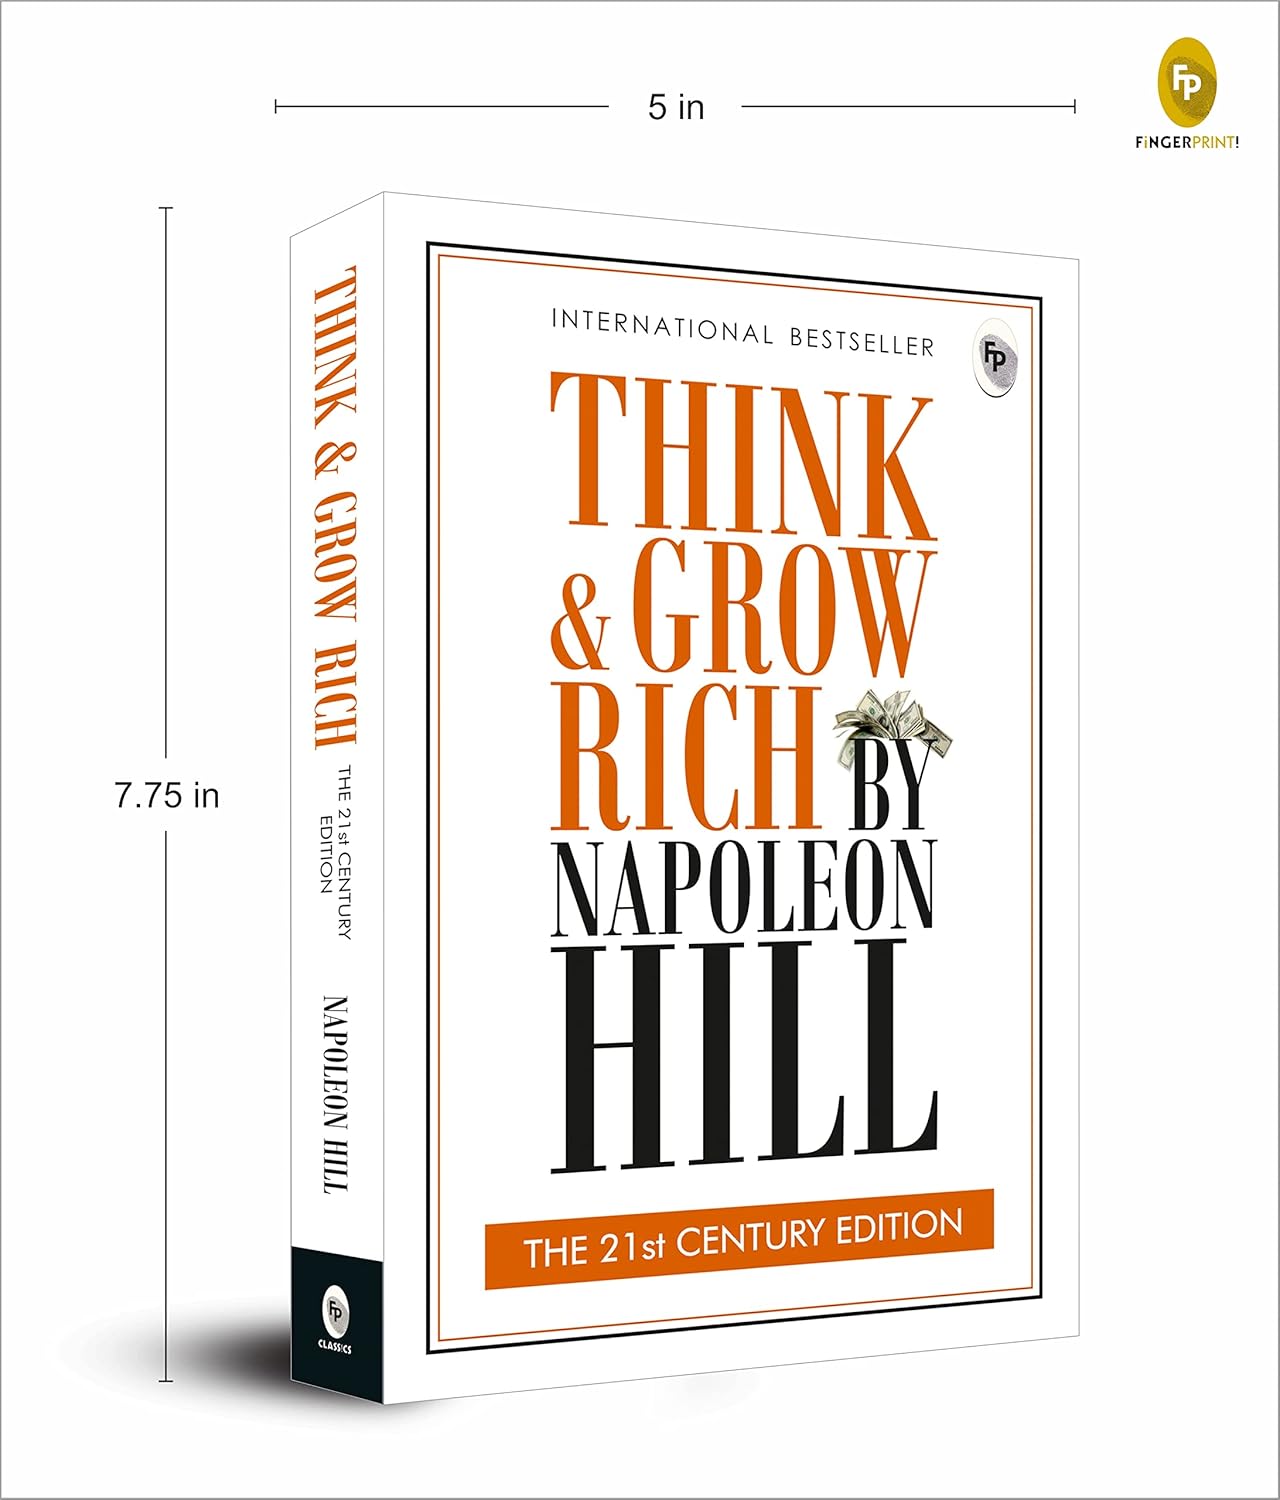 5 in
FP
FiNGERPRINT!
7.75 in
THINK & GROW RICH
THE 21st CENTURY
EDITION
NAPOLEON HILL
FP
CLASSICS
INTERNATIONAL BESTSELLER
FP
THINK
& GROW
RICH BY
NAPOLEON
HILL
THE 21st CENTURY EDITION